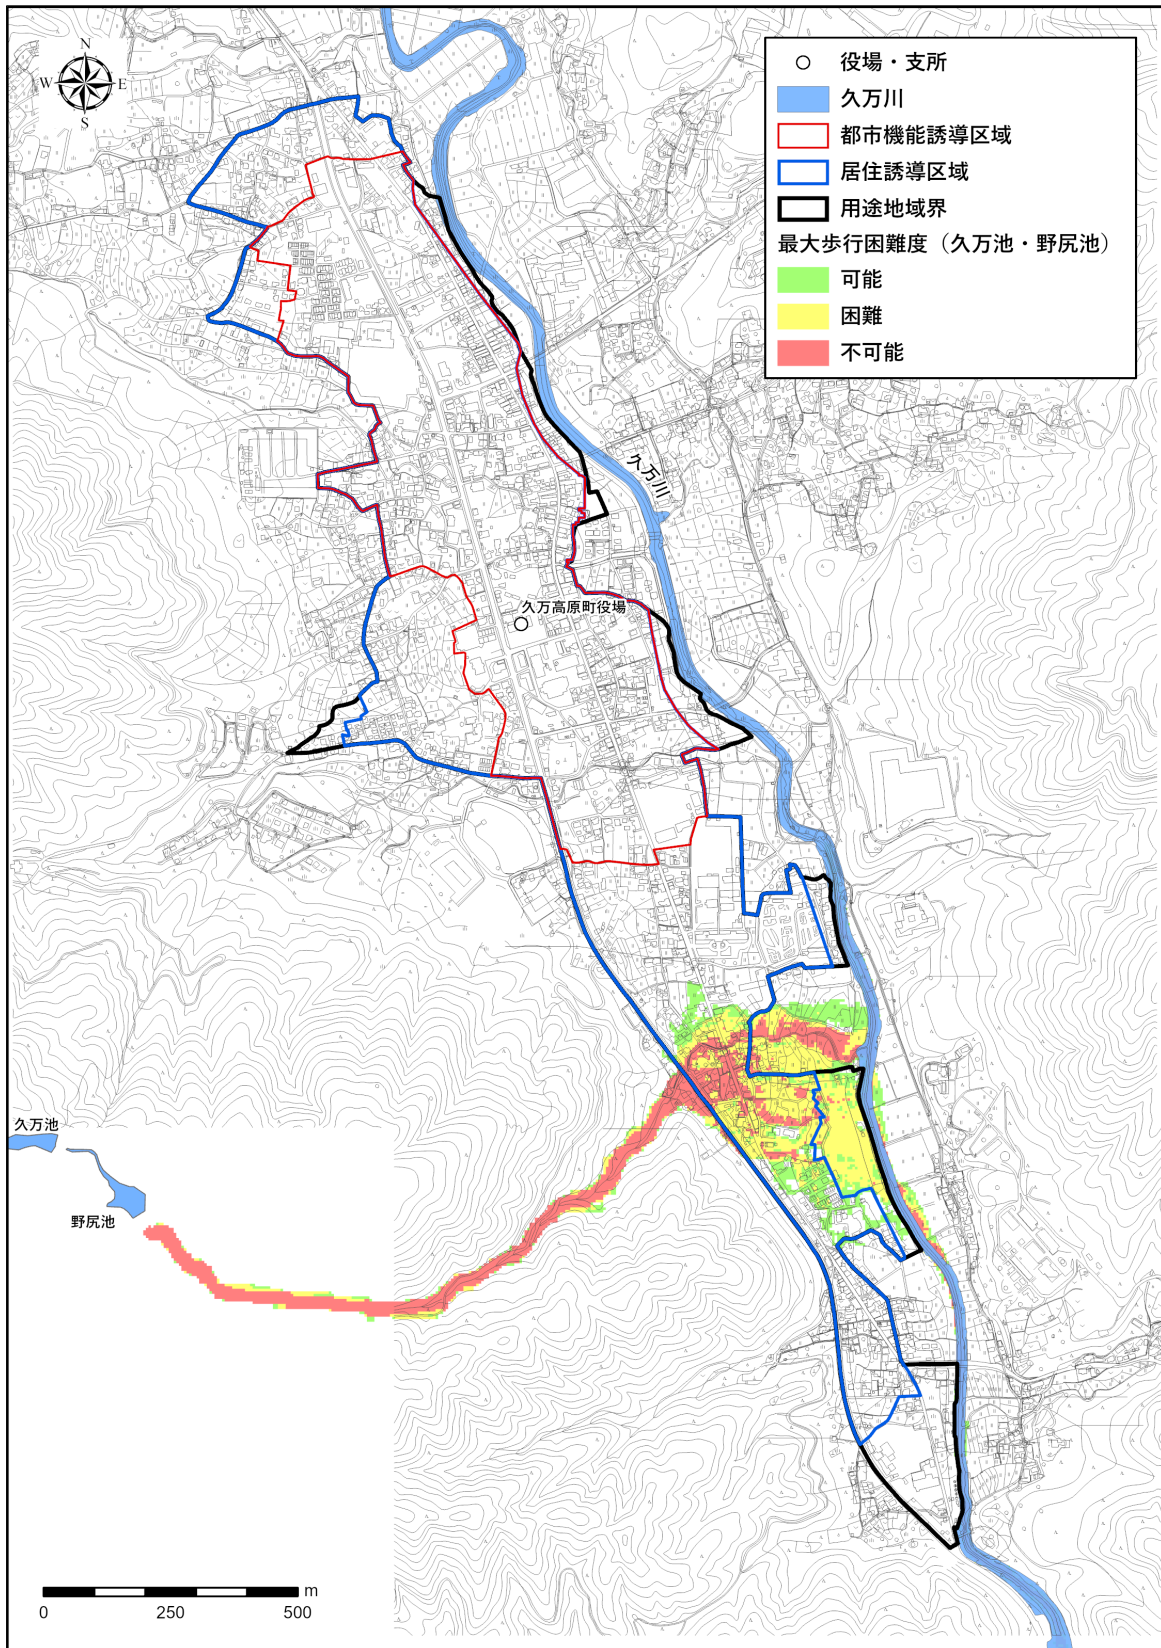 N
W E
S
役場・支所
久万川
都市機能誘導区域
居住誘導区域
用途地域界
最大歩行困難度（久万池・野尻池）
可能
困難
不可能
久万川
久万高原町役場
久万池
野尻池
m
0 250 500